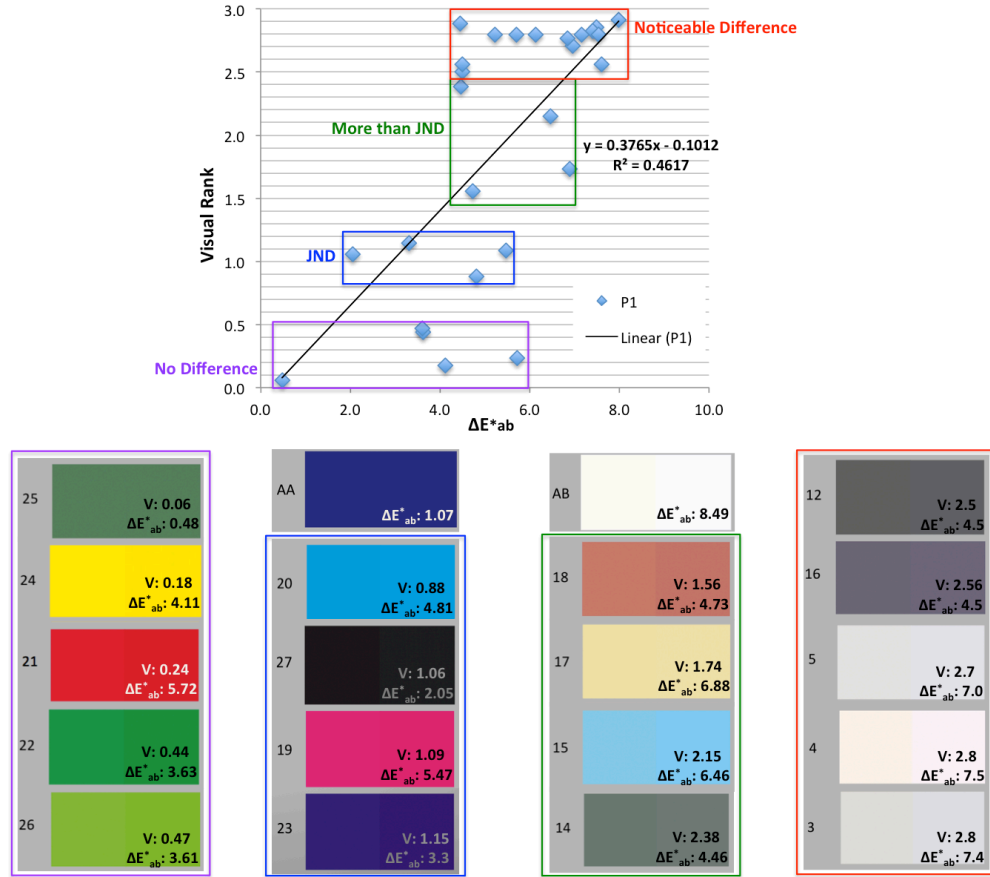 3.0
Noticeable Difference
2.5
More than JND
2.0
y = 0.3765x - 0.1012
R² = 0.4617
1.5
Visual Rank
JND
1.0
P1
0.5
Linear (P1)
No Difference
0.0
0.0 2.0 4.0 6.0 8.0 10.0
ΔE*ab
25
V: 0.06
ΔE*ab: 0.48
24
V: 0.18
ΔE*ab: 4.11
21
V: 0.24
ΔE*ab: 5.72
22
V: 0.44
ΔE*ab: 3.63
26
V: 0.47
ΔE*ab: 3.61
AA
ΔE*ab: 1.07
20
V: 0.88
ΔE*ab: 4.81
27
V: 1.06
ΔE*ab: 2.05
19
V: 1.09
ΔE*ab: 5.47
23
V: 1.15
ΔE*ab: 3.3
AB
ΔE*ab: 8.49
18
V: 1.56
ΔE*ab: 4.73
17
V: 1.74
ΔE*ab: 6.88
15
V: 2.15
ΔE*ab: 6.46
14
V: 2.38
ΔE*ab: 4.46
12
V: 2.5
ΔE*ab: 4.5
16
V: 2.56
ΔE*ab: 4.5
5
V: 2.7
ΔE*ab: 7.0
4
V: 2.8
ΔE*ab: 7.5
3
V: 2.8
ΔE*ab: 7.4